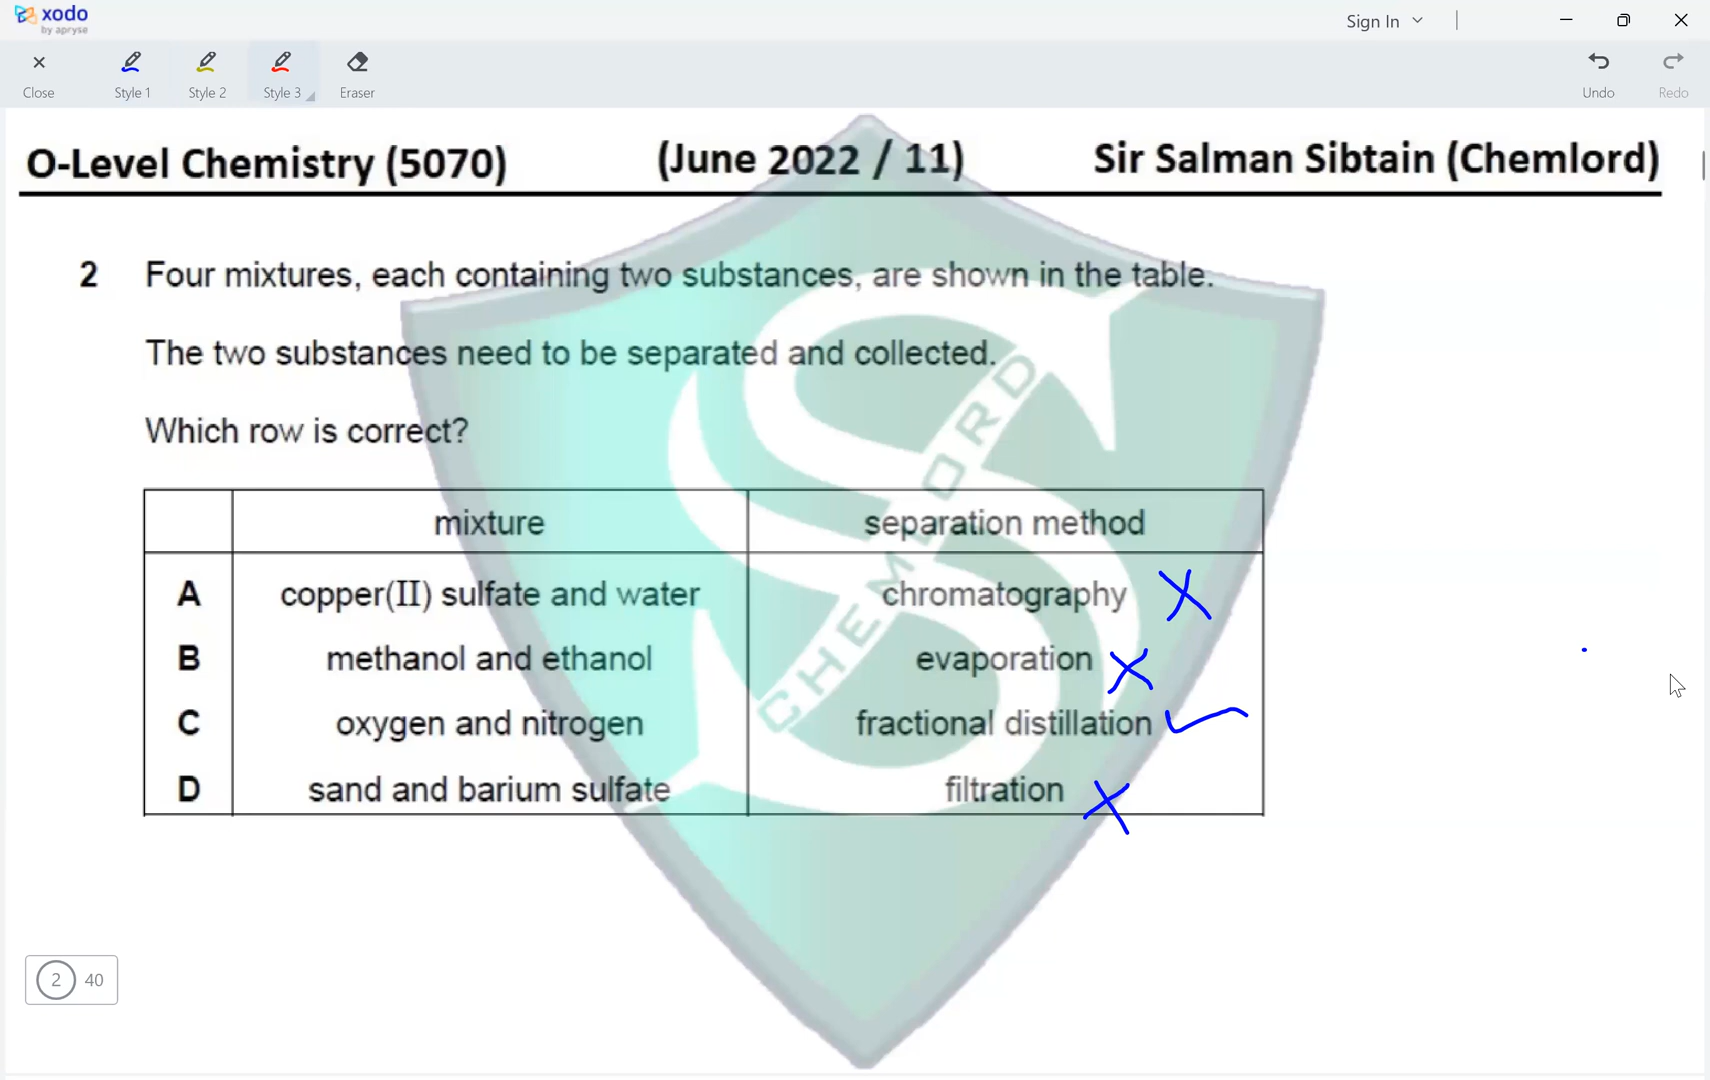 xodo
by apryse
Sign In
Close
Style 1
Style 2
Style 3
Eraser
Undo
Redo
O-Level Chemistry (5070) (June 2022 / 11) Sir Salman Sibtain (Chemlord)
2 Four mixtures, each containing two substances, are shown in the table.
The two substances need to be separated and collected.
Which row is correct?
mixture separation method
A copper(II) sulfate and water chromatography
B methanol and ethanol evaporation
C oxygen and nitrogen fractional distillation
D sand and barium sulfate filtration
CHEMLORD
2 40